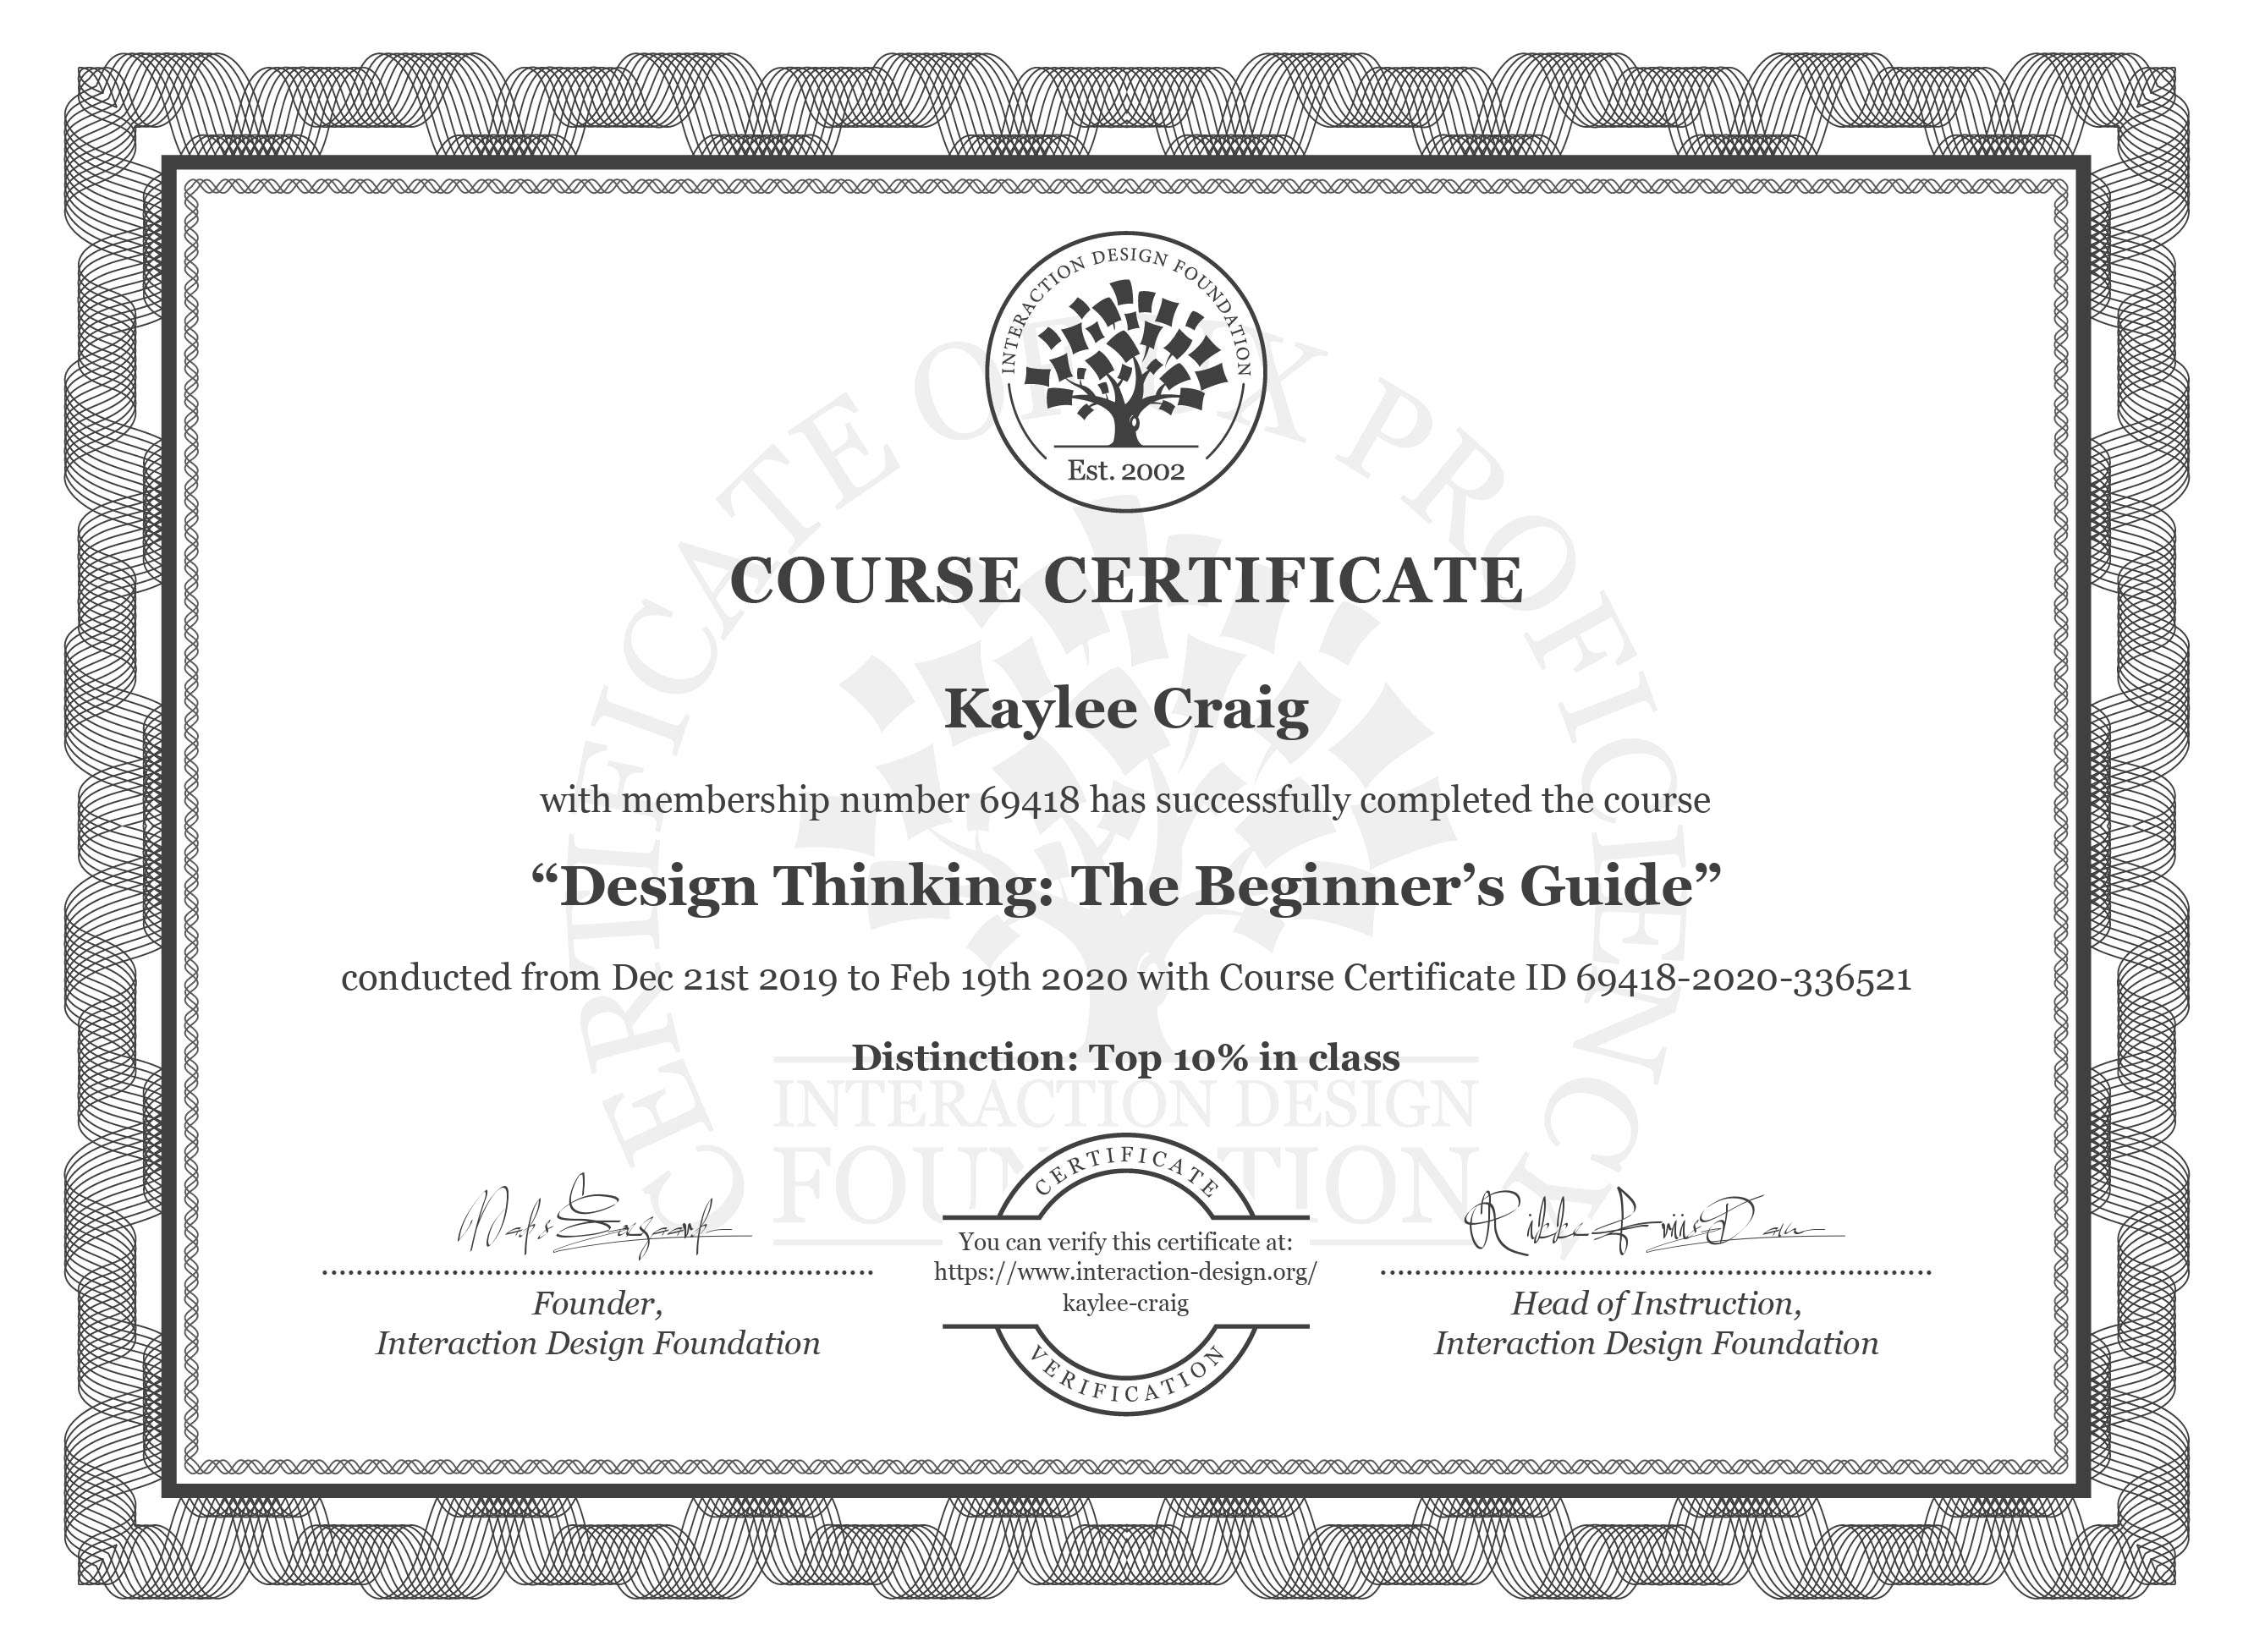 INTERACTION DESIGN FOUNDATION
Est. 2002
CERTIFICATE OF UX PROFICIENCY
COURSE CERTIFICATE
Kaylee Craig
with membership number 69418 has successfully completed the course
“Design Thinking: The Beginner’s Guide”
conducted from Dec 21st 2019 to Feb 19th 2020 with Course Certificate ID 69418-2020-336521
Distinction: Top 10% in class
INTERACTION DESIGN
FOUNDATION
Founder,
Interaction Design Foundation
CERTIFICATE
You can verify this certificate at:
https://www.interaction-design.org/
kaylee-craig
VERIFICATION
Rikke Friis Dam
Head of Instruction,
Interaction Design Foundation